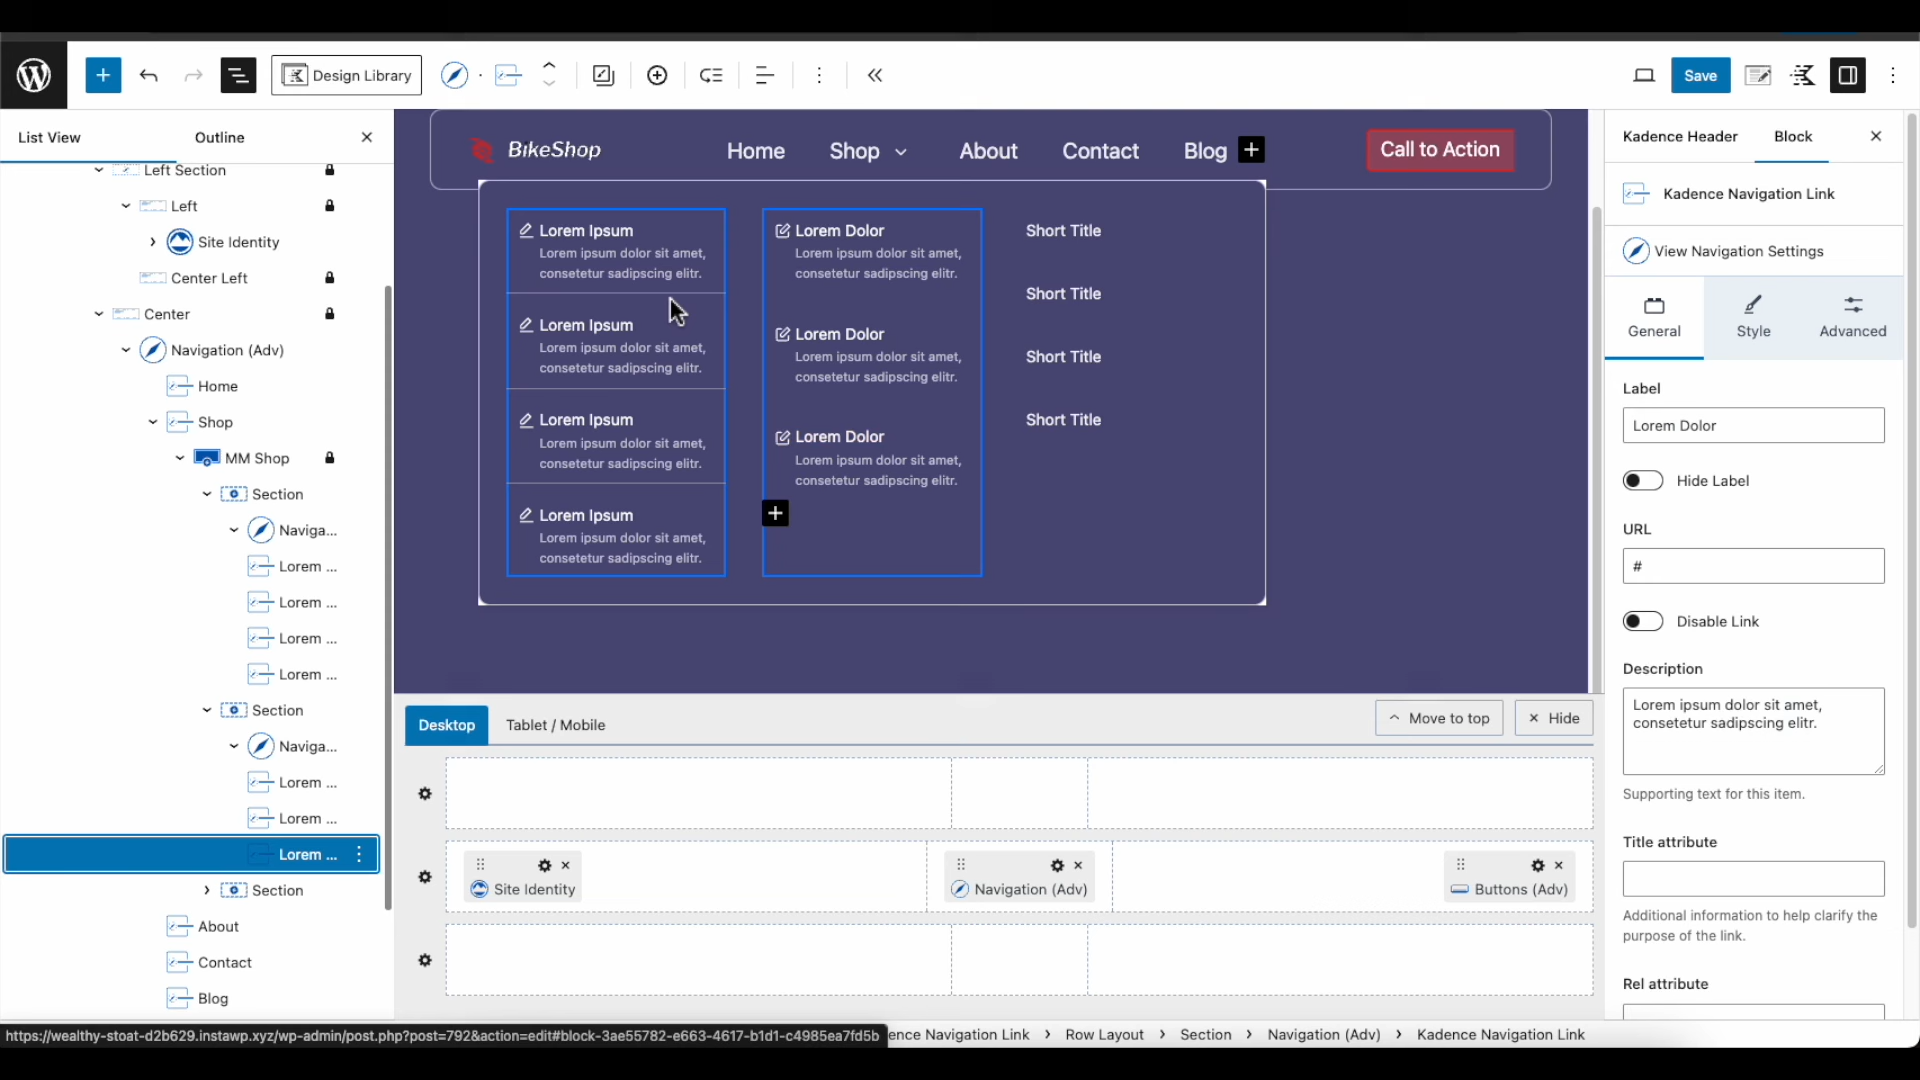 Design Library
Save
List View
Outline
Left Section
Left
Site Identity
Center Left
Center
Navigation (Adv)
Home
Shop
MM Shop
Section
Naviga...
Lorem ...
Lorem ...
Lorem ...
Lorem ...
Section
Naviga...
Lorem ...
Lorem ...
Lorem ...
Section
About
Contact
Blog
BikeShop
Home
Shop
About
Contact
Blog
Call to Action
Lorem Ipsum
Lorem ipsum dolor sit amet,
consetetur sadipscing elitr.
Lorem Ipsum
Lorem ipsum dolor sit amet,
consetetur sadipscing elitr.
Lorem Ipsum
Lorem ipsum dolor sit amet,
consetetur sadipscing elitr.
Lorem Ipsum
Lorem ipsum dolor sit amet,
consetetur sadipscing elitr.
Lorem Dolor
Lorem ipsum dolor sit amet,
consetetur sadipscing elitr.
Lorem Dolor
Lorem ipsum dolor sit amet,
consetetur sadipscing elitr.
Lorem Dolor
Lorem ipsum dolor sit amet,
consetetur sadipscing elitr.
Short Title
Short Title
Short Title
Short Title
Desktop
Tablet / Mobile
Move to top
Hide
Site Identity
Navigation (Adv)
Buttons (Adv)
Kadence Header
Block
Kadence Navigation Link
View Navigation Settings
General
Style
Advanced
Label
Lorem Dolor
Hide Label
URL
#
Disable Link
Description
Lorem ipsum dolor sit amet,
consetetur sadipscing elitr.
Supporting text for this item.
Title attribute
Additional information to help clarify the
purpose of the link.
Rel attribute
https://wealthy-stoat-d2b629.instawp.xyz/wp-admin/post.php?post=792&action=edit#block-3ae55782-e663-4617-b1d1-c4985ea7fd5b
ence Navigation Link > Row Layout > Section > Navigation (Adv) > Kadence Navigation Link